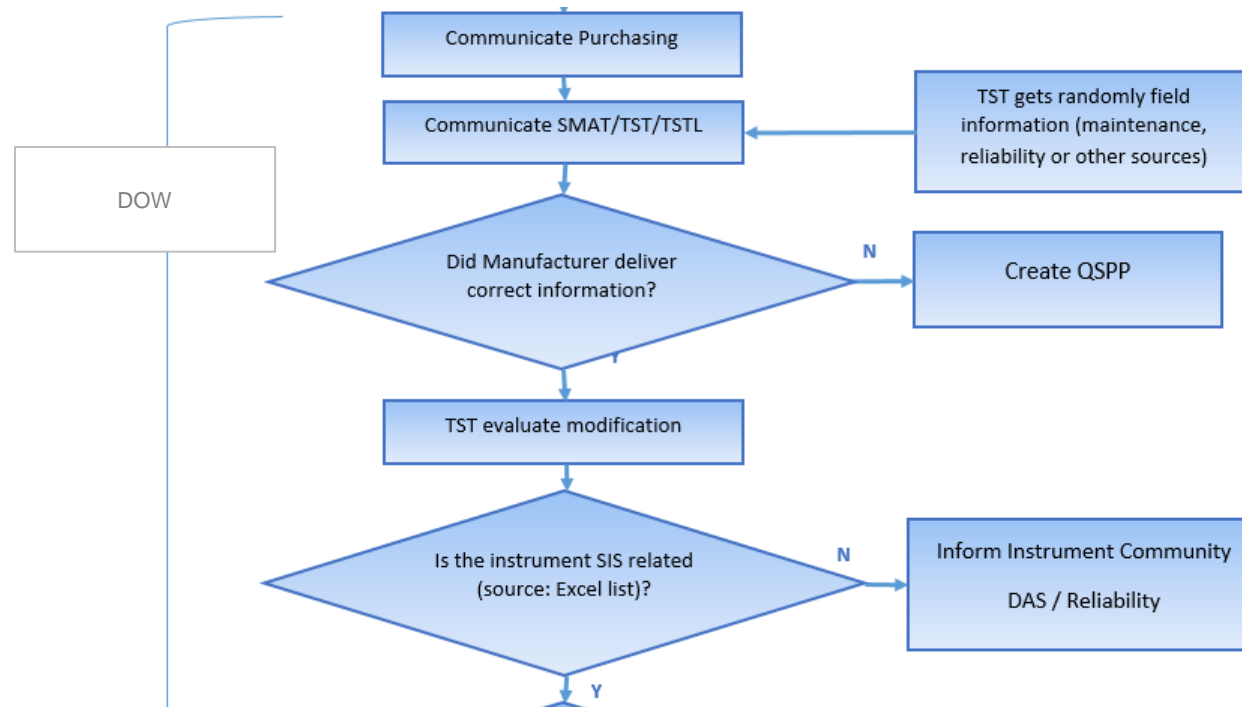 Communicate Purchasing
Communicate SMAT/TST/TSTL
TST gets randomly field
information (maintenance,
reliability or other sources)
DOW
Did Manufacturer deliver
correct information?
N
Create QSPP
Y
TST evaluate modification
Is the instrument SIS related
(source: Excel list)?
N
Inform Instrument Community
DAS / Reliability
Y